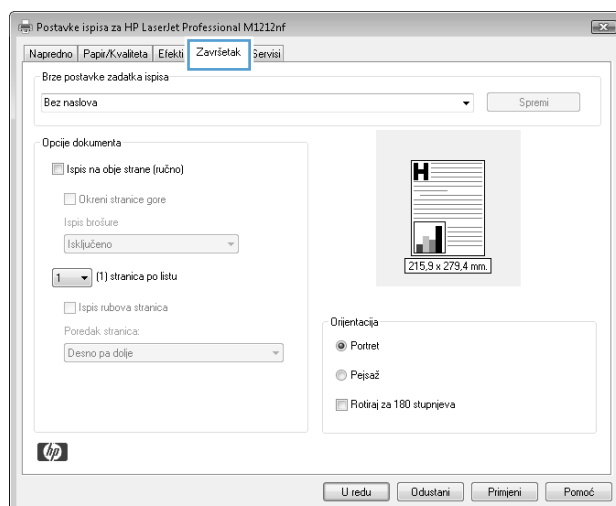 Postavke ispisa za HP LaserJet Professional M1212nf
Napredno Papir/Kvaliteta Efekti Završetak Servisi
Brze postavke zadatka ispisa
Bez naslova Spremi
Opcije dokumenta
Ispis na obje strane (ručno)
Okreni stranice gore
Ispis brošure
Isključeno
1 (1) stranica po listu
Ispis rubova stranica
Poredak stranica:
Desno pa dolje
H
215,9 x 279,4 mm.
Orijentacija
Portret
Pejsaž
Rotiraj za 180 stupnjeva
hp
U redu Odustani Primijeni Pomoć